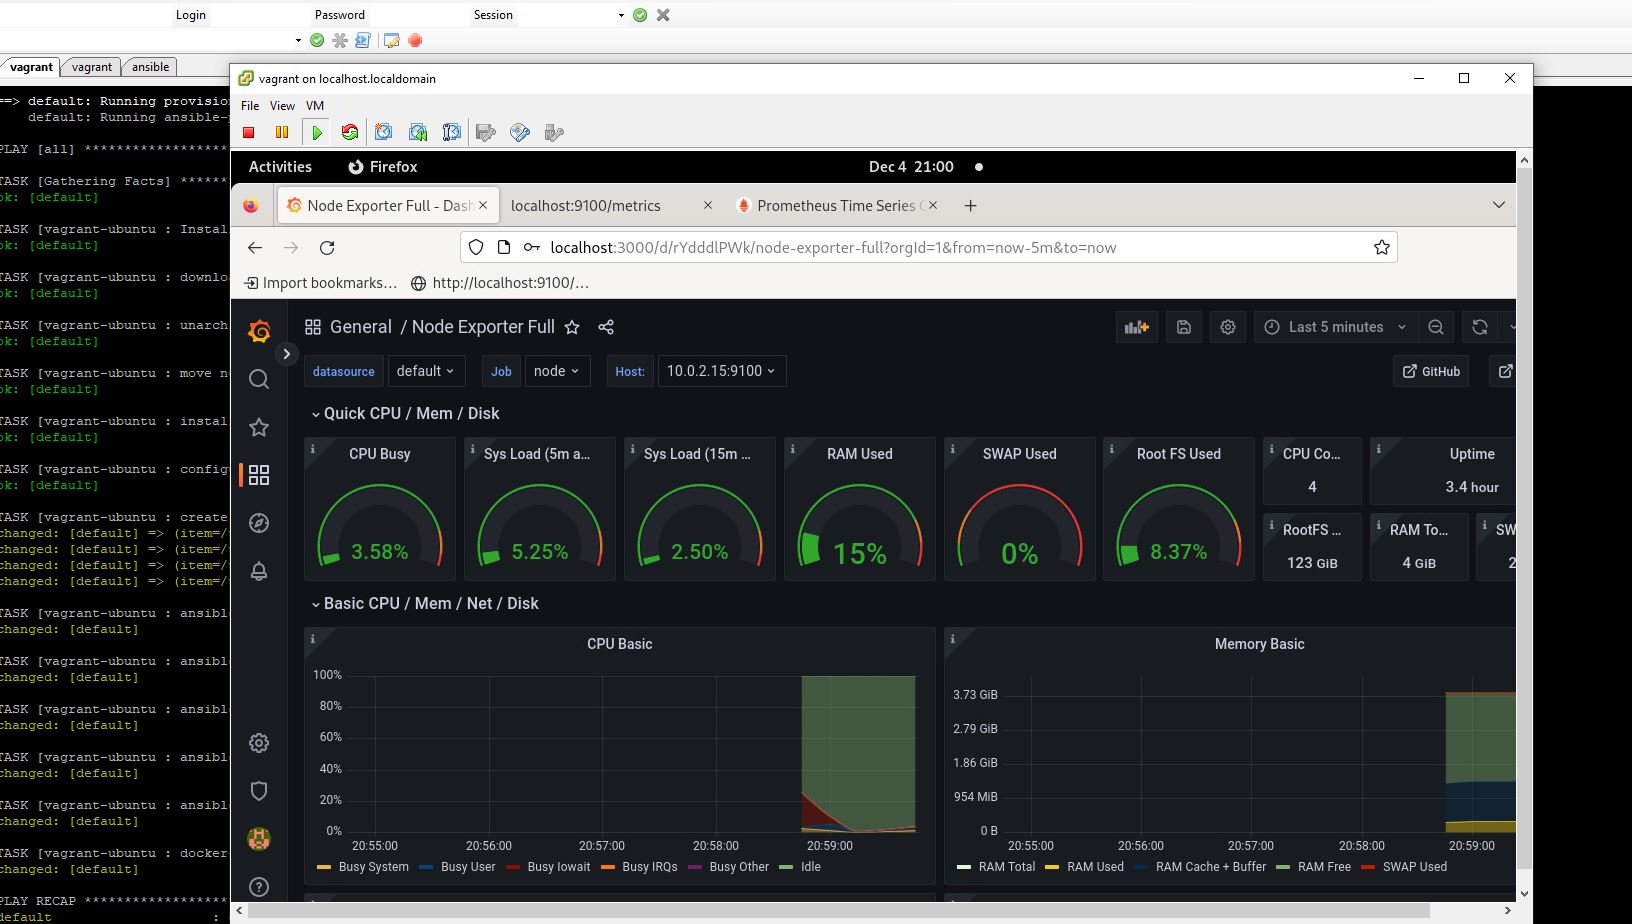 Login Password Session
vagrant vagrant ansible
vagrant on localhost.localdomain
File View VM
==> default: Running provision
default: Running ansible-
PLAY [all] *******************
TASK [Gathering Facts] ******
ok: [default]
TASK [vagrant-ubuntu : Instal
ok: [default]
TASK [vagrant-ubuntu : downlo
ok: [default]
TASK [vagrant-ubuntu : unarch
ok: [default]
TASK [vagrant-ubuntu : move n
ok: [default]
TASK [vagrant-ubuntu : instal
ok: [default]
TASK [vagrant-ubuntu : config
ok: [default]
TASK [vagrant-ubuntu : create
changed: [default] => (item=/
changed: [default] => (item=/
changed: [default] => (item=/
changed: [default] => (item=/
TASK [vagrant-ubuntu : ansibl
changed: [default]
TASK [vagrant-ubuntu : ansibl
changed: [default]
TASK [vagrant-ubuntu : ansibl
changed: [default]
TASK [vagrant-ubuntu : ansibl
changed: [default]
TASK [vagrant-ubuntu : ansibl
changed: [default]
TASK [vagrant-ubuntu : docker
changed: [default]
PLAY RECAP ******************
default :
Activities Firefox Dec 4 21:00
Node Exporter Full - Dash localhost:9100/metrics Prometheus Time Series C
localhost:3000/d/rYdddlPWk/node-exporter-full?orgId=1&from=now-5m&to=now
Import bookmarks... http://localhost:9100/...
General / Node Exporter Full Last 5 minutes
datasource default Job node Host: 10.0.2.15:9100 GitHub
Quick CPU / Mem / Disk
CPU Busy Sys Load (5m a... Sys Load (15m ... RAM Used SWAP Used Root FS Used CPU Co... Uptime
4 3.4 hour
RootFS ... RAM To... SW
3.58% 5.25% 2.50% 15% 0% 8.37% 123 GiB 4 GiB 2
Basic CPU / Mem / Net / Disk
CPU Basic
100%
80%
60%
40%
20%
0%
20:55:00 20:56:00 20:57:00 20:58:00 20:59:00
Busy System Busy User Busy Iowait Busy IRQs Busy Other Idle
Memory Basic
3.73 GiB
2.79 GiB
1.86 GiB
954 MiB
0 B
20:55:00 20:56:00 20:57:00 20:58:00 20:59:00
RAM Total RAM Used RAM Cache + Buffer RAM Free SWAP Used